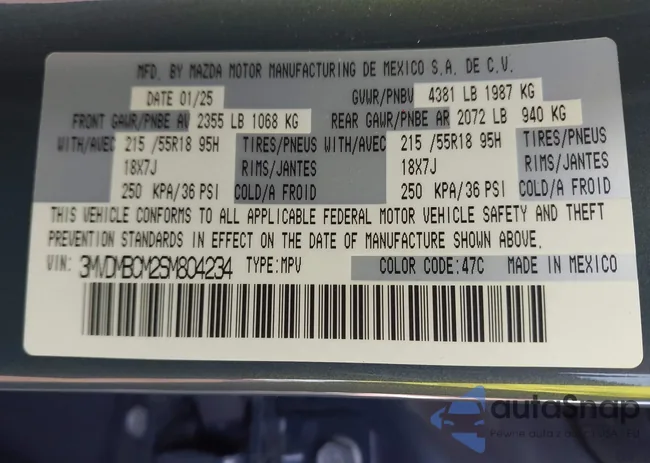 MFD. BY MAZDA MOTOR MANUFACTURING DE MEXICO S.A. DE C.V.
DATE 01/25 GVWR/PNBV 4381 LB 1987 KG
FRONT GAWR/PNBE AV 2355 LB 1068 KG REAR GAWR/PNBE AR 2072 LB 940 KG
WITH/AVEC 215 /55R18 95H TIRES/PNEUS WITH/AVEC 215 /55R18 95H TIRES/PNEUS
18X7J RIMS/JANTES 18X7J RIMS/JANTES
250 KPA/36 PSI COLD/A FROID 250 KPA/36 PSI COLD/A FROID
THIS VEHICLE CONFORMS TO ALL APPLICABLE FEDERAL MOTOR VEHICLE SAFETY AND THEFT
PREVENTION STANDARDS IN EFFECT ON THE DATE OF MANUFACTURE SHOWN ABOVE.
VIN: 3MVDMBCM2SM804234 TYPE:MPV COLOR CODE:47C MADE IN MEXICO
autoSnap